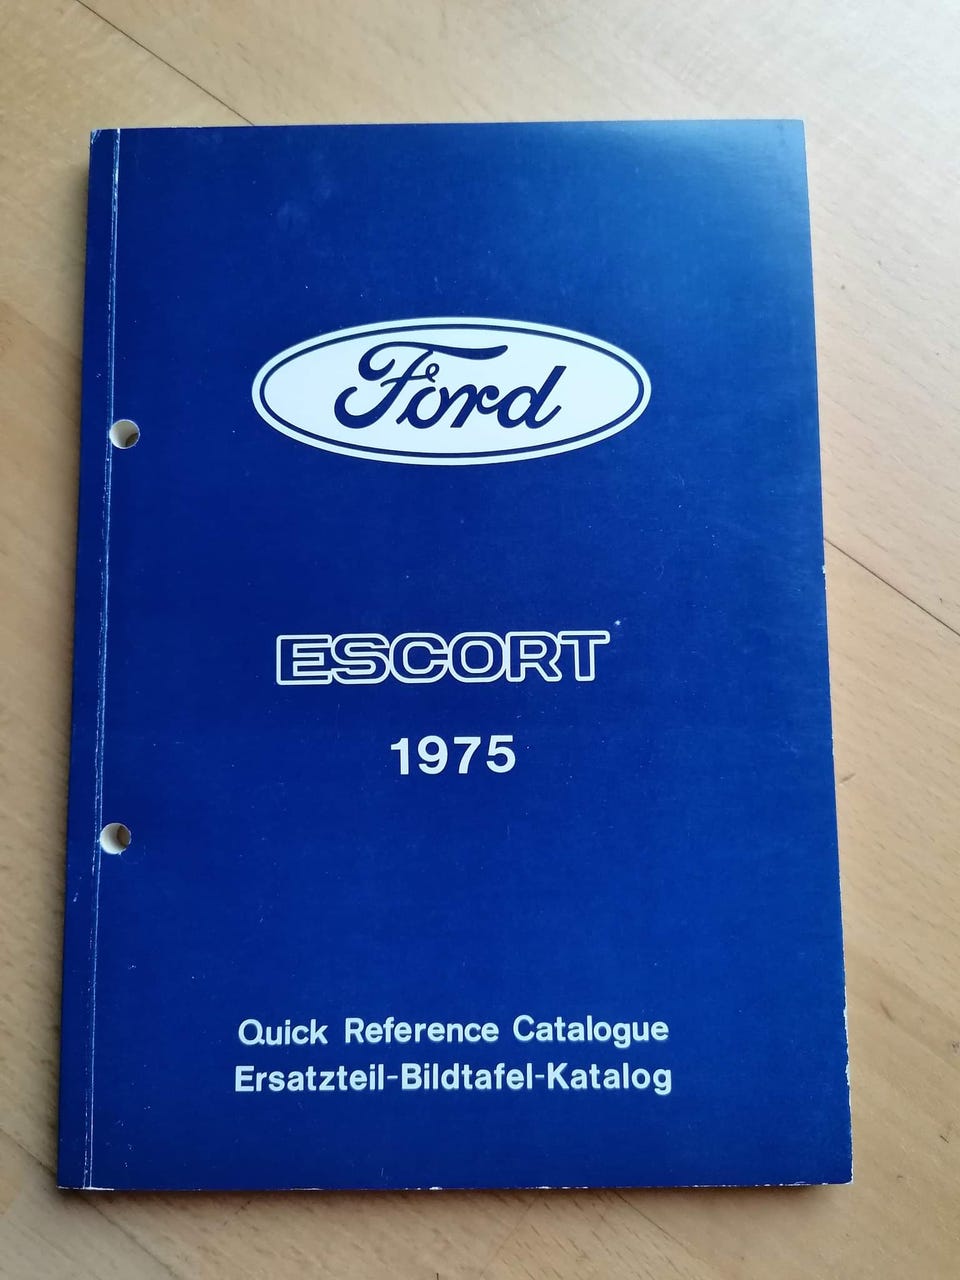 Ford
ESCORT
1975
Quick Reference Catalogue
Ersatzteil-Bildtafel-Katalog